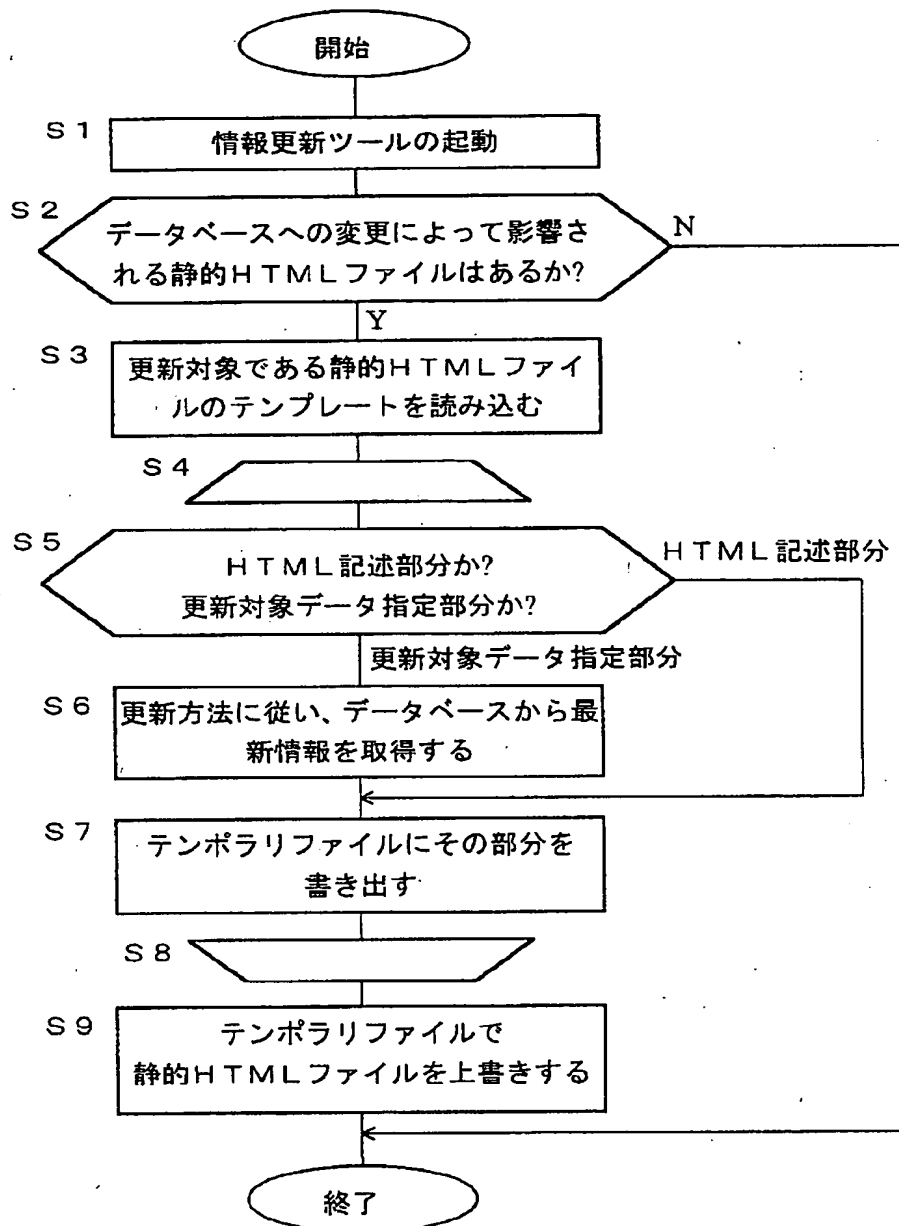 開始
S1
情報更新ツールの起動
S2
データベースへの変更によって影響さ
れる静的HTMLファイルはあるか?
N
Y
S3
更新対象である静的HTMLファイ
ルのテンプレートを読み込む
S4
S5
HTML記述部分か?
更新対象データ指定部分か?
HTML記述部分
更新対象データ指定部分
S6
更新方法に従い、データベースから最
新情報を取得する
S7
テンポラリファイルにその部分を
書き出す
S8
S9
テンポラリファイルで
静的HTMLファイルを上書きする
終了